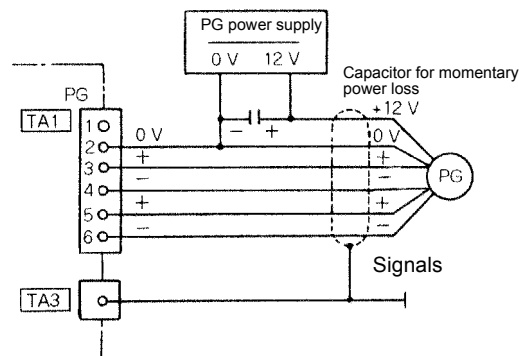 PG power supply
0 V 12 V
Capacitor for momentary
power loss
PG
TA1
1
2
3
4
5
6
0 V
+
−
+
−
− +
+12 V
0 V
+
−
+
−
PG
Signals
TA3